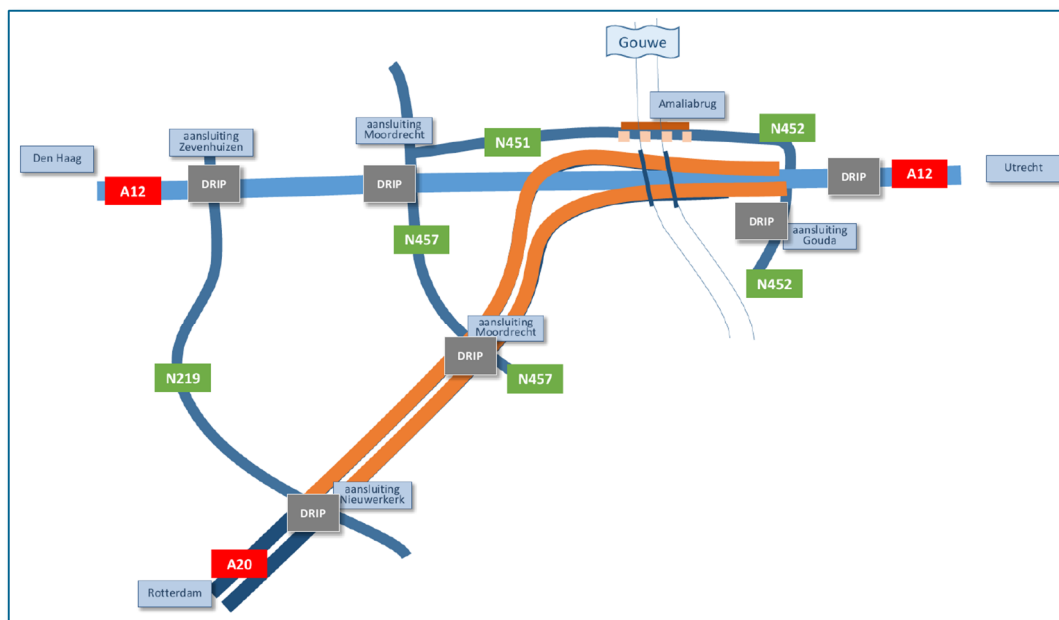 Gouwe
Amaliabrug
aansluiting
Moordrecht
aansluiting
Zevenhuizen
N451
N452
Den Haag
A12
DRIP
DRIP
DRIP
A12
Utrecht
DRIP
aansluiting
Gouda
N457
N452
aansluiting
Moordrecht
DRIP
N219
N457
aansluiting
Nieuwerkerk
DRIP
A20
Rotterdam